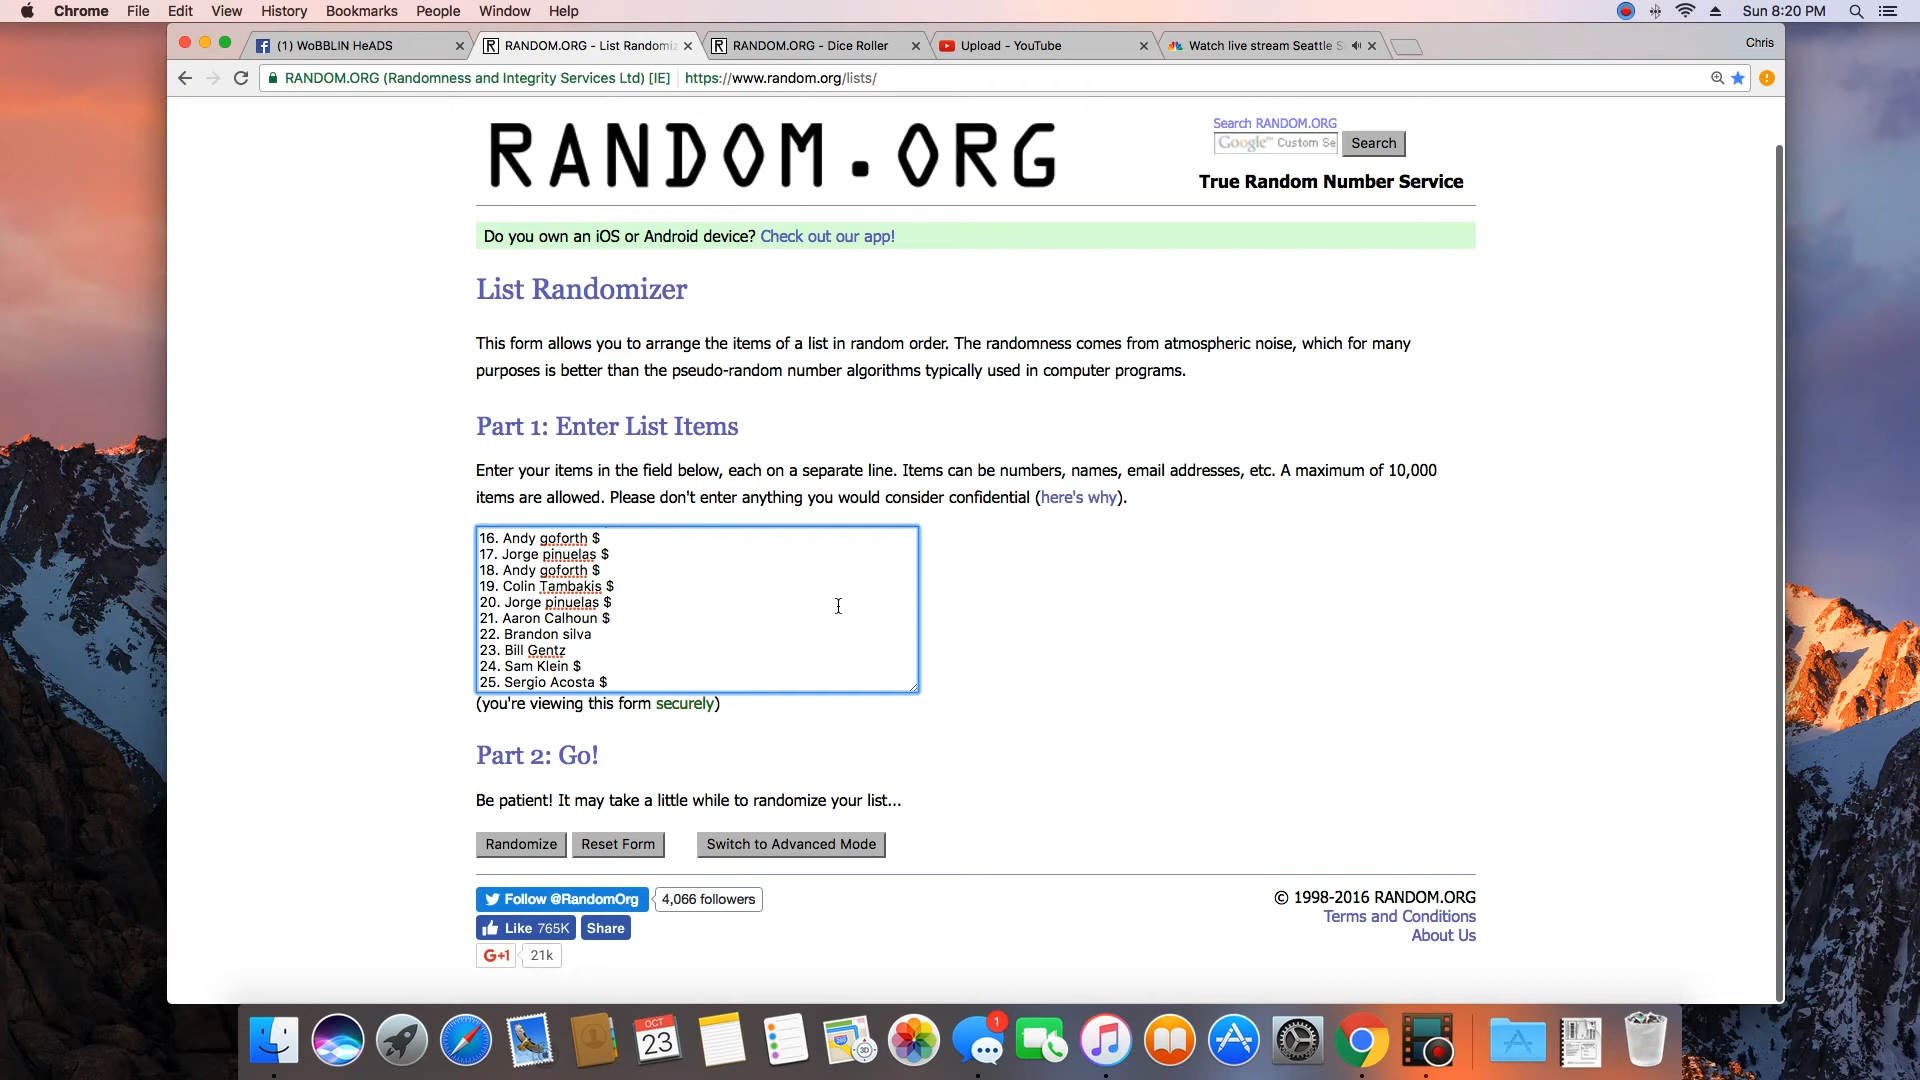 Chrome File Edit View History Bookmarks People Window Help Sun 8:20 PM
(1) WoBBLIN HeADS RANDOM.ORG - List Randomiz RANDOM.ORG - Dice Roller Upload - YouTube Watch live stream Seattle S Chris
RANDOM.ORG (Randomness and Integrity Services Ltd) [IE] https://www.random.org/lists/
RANDOM.ORG
Search RANDOM.ORG
Google™ Custom Se Search
True Random Number Service
Do you own an iOS or Android device? Check out our app!
List Randomizer
This form allows you to arrange the items of a list in random order. The randomness comes from atmospheric noise, which for many
purposes is better than the pseudo-random number algorithms typically used in computer programs.
Part 1: Enter List Items
Enter your items in the field below, each on a separate line. Items can be numbers, names, email addresses, etc. A maximum of 10,000
items are allowed. Please don't enter anything you would consider confidential (here's why).
16. Andy goforth $
17. Jorge pinuelas $
18. Andy goforth $
19. Colin Tambakis $
20. Jorge pinuelas $
21. Aaron Calhoun $
22. Brandon silva
23. Bill Gentz
24. Sam Klein $
25. Sergio Acosta $
(you're viewing this form securely)
Part 2: Go!
Be patient! It may take a little while to randomize your list...
Randomize Reset Form Switch to Advanced Mode
Follow @RandomOrg 4,066 followers
Like 765K Share
G+1 21k
© 1998-2016 RANDOM.ORG
Terms and Conditions
About Us
OCT
23
3D
1